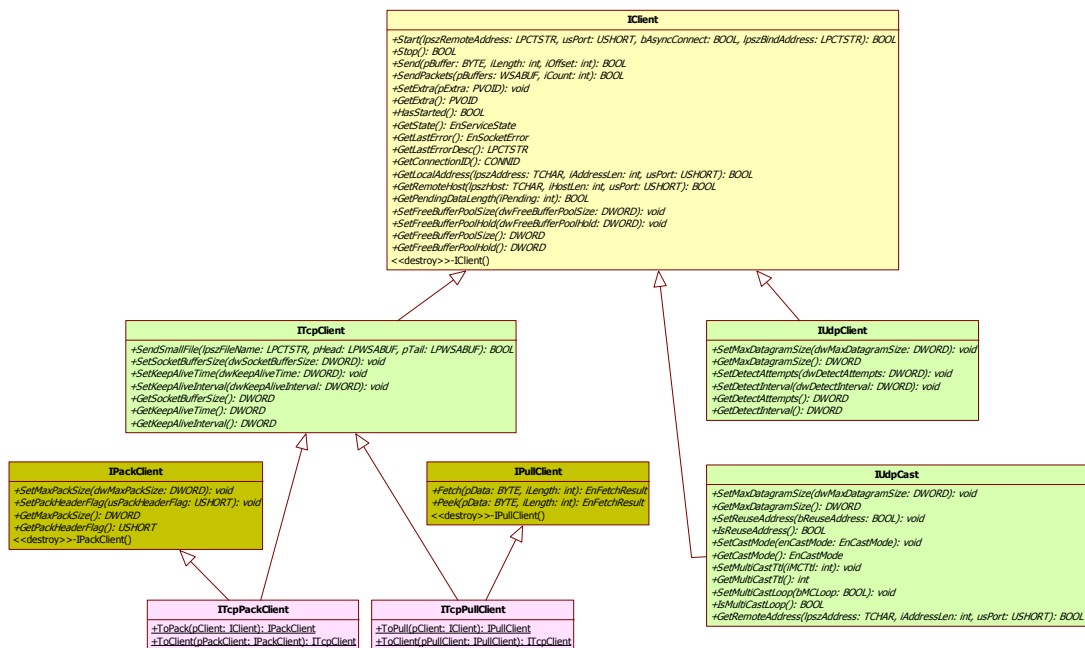 IClient
+Start(lpszRemoteAddress: LPCTSTR, usPort: USHORT, bAsyncConnect: BOOL, lpszBindAddress: LPCTSTR): BOOL
+Stop(): BOOL
+Send(pBuffer: BYTE, iLength: int, iOffset: int): BOOL
+SendPackets(pBuffers: WSABUF, iCount: int): BOOL
+SetExtra(pExtra: PVOID): void
+GetExtra(): PVOID
+HasStarted(): BOOL
+GetState(): EnServiceState
+GetLastError(): EnSocketError
+GetLastErrorDesc(): LPCTSTR
+GetConnectionID(): CONNID
+GetLocalAddress(lpszAddress: TCHAR, iAddressLen: int, usPort: USHORT): BOOL
+GetRemoteHost(lpszHost: TCHAR, iHostLen: int, usPort: USHORT): BOOL
+GetPendingDataLength(iPending: int): BOOL
+SetFreeBufferPoolSize(dwFreeBufferPoolSize: DWORD): void
+SetFreeBufferPoolHold(dwFreeBufferPoolHold: DWORD): void
+GetFreeBufferPoolSize(): DWORD
+GetFreeBufferPoolHold(): DWORD
<<destroy>>-IClient()
ITcpClient
+SendSmallFile(lpszFileName: LPCTSTR, pHead: LPWSABUF, pTail: LPWSABUF): BOOL
+SetSocketBufferSize(dwSocketBufferSize: DWORD): void
+SetKeepAliveTime(dwKeepAliveTime: DWORD): void
+SetKeepAliveInterval(dwKeepAliveInterval: DWORD): void
+GetSocketBufferSize(): DWORD
+GetKeepAliveTime(): DWORD
+GetKeepAliveInterval(): DWORD
IUdpClient
+SetMaxDatagramSize(dwMaxDatagramSize: DWORD): void
+GetMaxDatagramSize(): DWORD
+SetDetectAttempts(dwDetectAttempts: DWORD): void
+SetDetectInterval(dwDetectInterval: DWORD): void
+GetDetectAttempts(): DWORD
+GetDetectInterval(): DWORD
IPackClient
+SetMaxPackSize(dwMaxPackSize: DWORD): void
+SetPackHeaderFlag(usPackHeaderFlag: USHORT): void
+GetMaxPackSize(): DWORD
+GetPackHeaderFlag(): USHORT
<<destroy>>-IPackClient()
IPullClient
+Fetch(pData: BYTE, iLength: int): EnFetchResult
+Peek(pData: BYTE, iLength: int): EnFetchResult
<<destroy>>-IPullClient()
IUdpCast
+SetMaxDatagramSize(dwMaxDatagramSize: DWORD): void
+GetMaxDatagramSize(): DWORD
+SetReuseAddress(bReuseAddress: BOOL): void
+IsReuseAddress(): BOOL
+SetCastMode(enCastMode: EnCastMode): void
+GetCastMode(): EnCastMode
+SetMultiCastTtl(iMCTtl: int): void
+GetMultiCastTtl(): int
+SetMultiCastLoop(bMCLoop: BOOL): void
+IsMultiCastLoop(): BOOL
+GetRemoteAddress(lpszAddress: TCHAR, iAddressLen: int, usPort: USHORT): BOOL
ITcpPackClient
+ToPack(pClient: IClient): IPackClient
+ToClient(pPackClient: IPackClient): ITcpClient
ITcpPullClient
+ToPull(pClient: IClient): IPullClient
+ToClient(pPullClient: IPullClient): ITcpClient